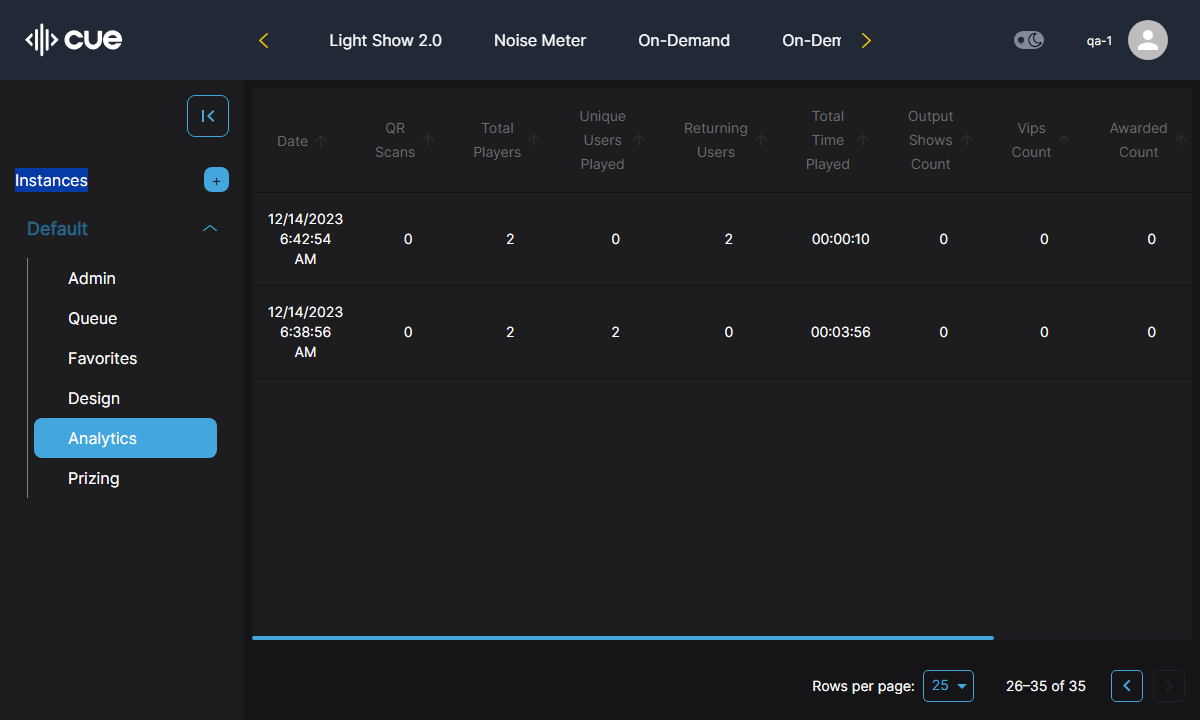 cue
Light Show 2.0
Noise Meter
On-Demand
On-Dem
qa-1
Instances
+
Default
Admin
Queue
Favorites
Design
Analytics
Prizing
Date
QR
Scans
Total
Players
Unique
Users
Played
Returning
Users
Total
Time
Played
Output
Shows
Count
Vips
Count
Awarded
Count
12/14/2023
6:42:54
AM
0
2
0
2
00:00:10
0
0
0
12/14/2023
6:38:56
AM
0
2
2
0
00:03:56
0
0
0
Rows per page:
25
26–35 of 35